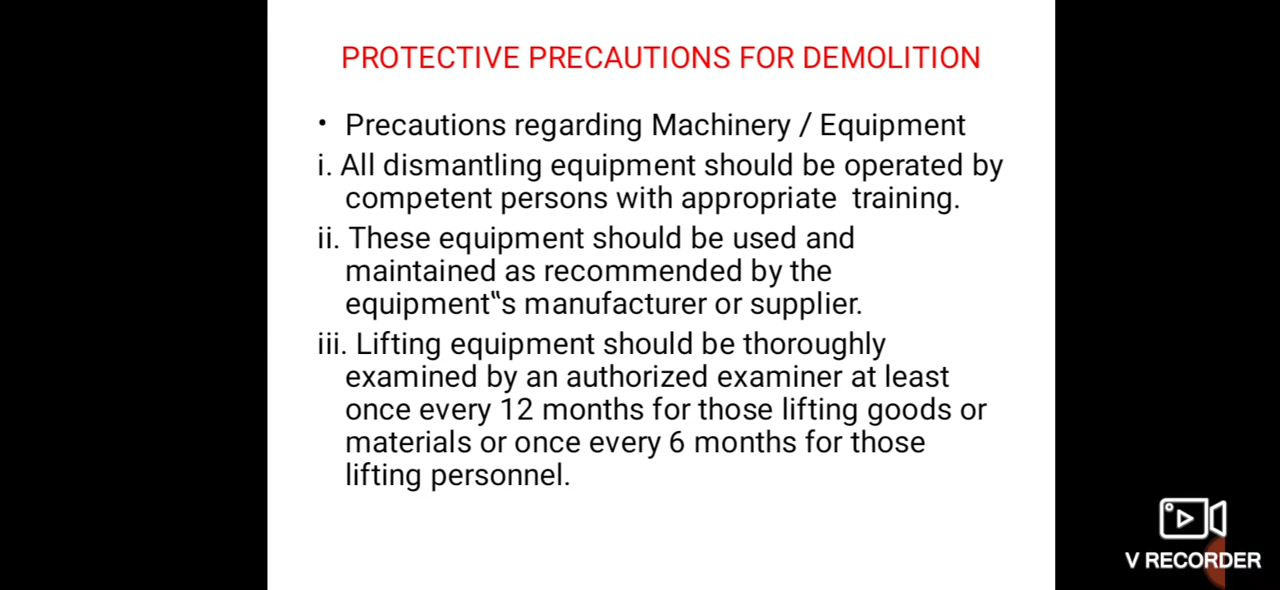 PROTECTIVE PRECAUTIONS FOR DEMOLITION
• Precautions regarding Machinery / Equipment
i. All dismantling equipment should be operated by
competent persons with appropriate training.
ii. These equipment should be used and
maintained as recommended by the
equipment‟s manufacturer or supplier.
iii. Lifting equipment should be thoroughly
examined by an authorized examiner at least
once every 12 months for those lifting goods or
materials or once every 6 months for those
lifting personnel.
V RECORDER